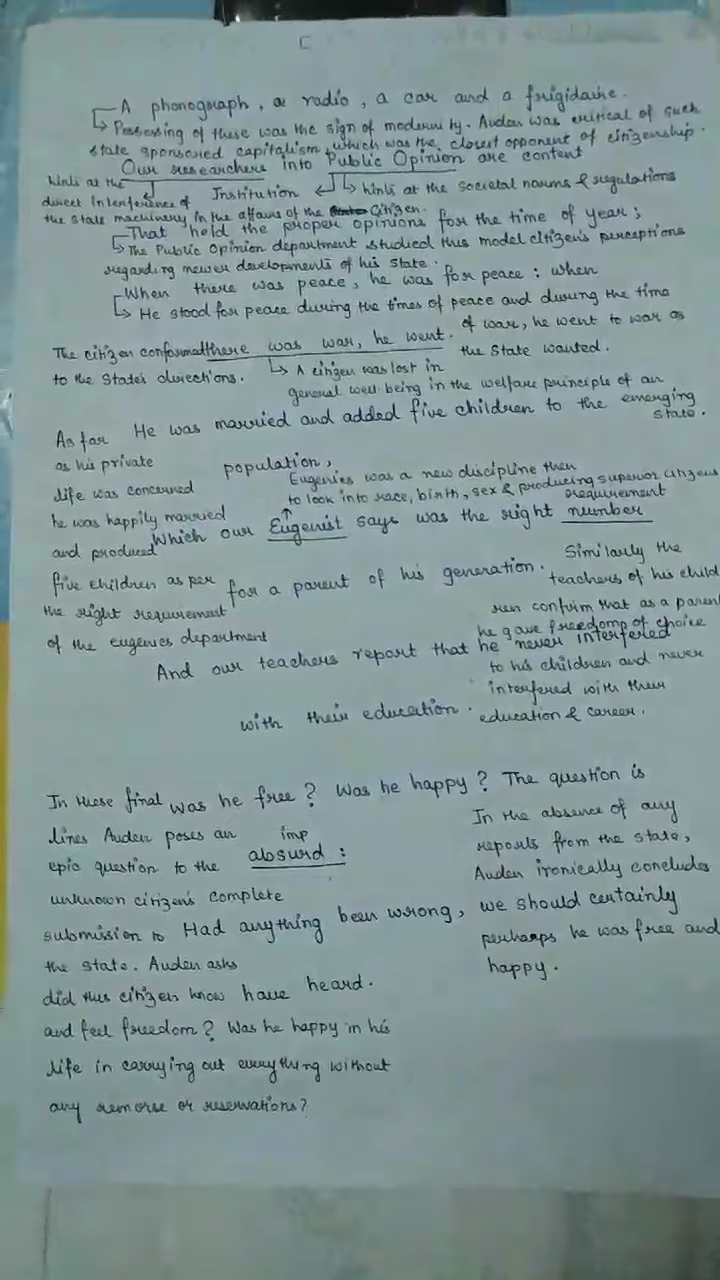 A phonograph, a radio, a car and a frigidaire.
Possessing of these was the sign of modernity. Auden was critical of such
state sponsored capitalism, which was the closest opponent of citizenship.
Our researchers into Public Opinion are content
hints at the
direct Interference of Institution hints at the societal norms & regulations
the state machinery in the affairs of the Citizen.
That held the proper opinions for the time of year;
The Public Opinion department studied this model citizen's perceptions
regarding newer developments of his state.
When there was peace, he was for peace: when
He stood for peace during the times of peace and during the time
of war, he went to war as
the State wanted.
there was war, he went.
The citizen conformed
to the State's directions.
A citizen was lost in
general well being in the welfare principle of an
emerging
state.
He was married and added five children to the
population,
As far
as his private
life was concerned
he was happily married
and produced
five children as per
the right requirement
of the eugenics department
Eugenics was a new discipline then
to look into race, birth, sex & producing superior citizens
requirement
Which our Eugenist says was the right number
for a parent of his generation.
Similarly the
teachers of his child
ren confirm that as a parent
he gave freedomp of choice
to his children and never
interfered with their
education & career.
And our teachers report that he never interfered
with their education.
Was he free? Was he happy? The question is
imp
absurd:
In these final
lines Auden poses an
epic question to the
unknown citizen's complete
submission to
the state. Auden asks
did this citizen know
and feel freedom? Was he happy in his
life in carrying out everything without
any remorse or reservations?
Had anything been wrong, we should certainly
have heard.
In the absence of any
reports from the state,
Auden ironically concludes
perhaps he was free and
happy.